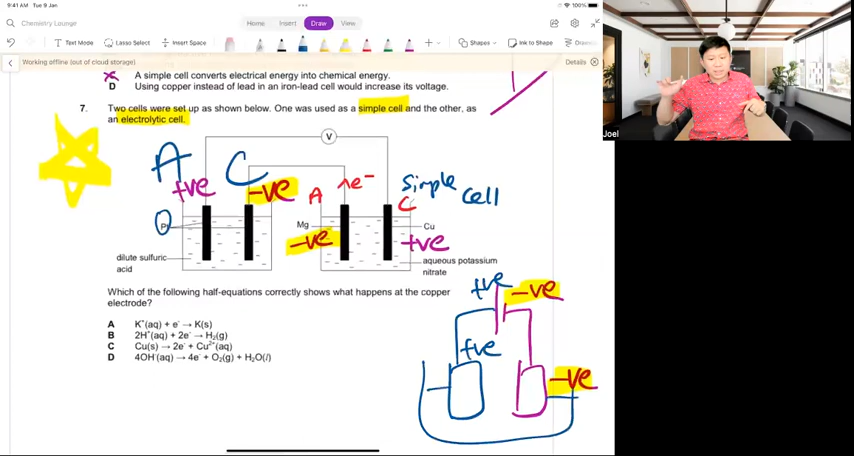 9:41 AM Tue 9 Jan
100%
Chemistry Lounge
Home Insert Draw View
Text Mode Lasso Select Insert Space Shapes Ink to Shape
Working offline (out of cloud storage) Details
A simple cell converts electrical energy into chemical energy.
D Using copper instead of lead in an iron-lead cell would increase its voltage.
7. Two cells were set up as shown below. One was used as a simple cell and the other, as
an electrolytic cell.
V
A C
+ve -ve A ne⁻ simple cell
C
Mg Cu
-ve +ve
dilute sulfuric
acid
aqueous potassium
nitrate
Which of the following half-equations correctly shows what happens at the copper
electrode?
A K⁺(aq) + e⁻ → K(s)
B 2H⁺(aq) + 2e⁻ → H₂(g)
C Cu(s) → 2e⁻ + Cu²⁺(aq)
D 4OH⁻(aq) → 4e⁻ + O₂(g) + H₂O(l)
+ve -ve
+ve
-ve
Joel